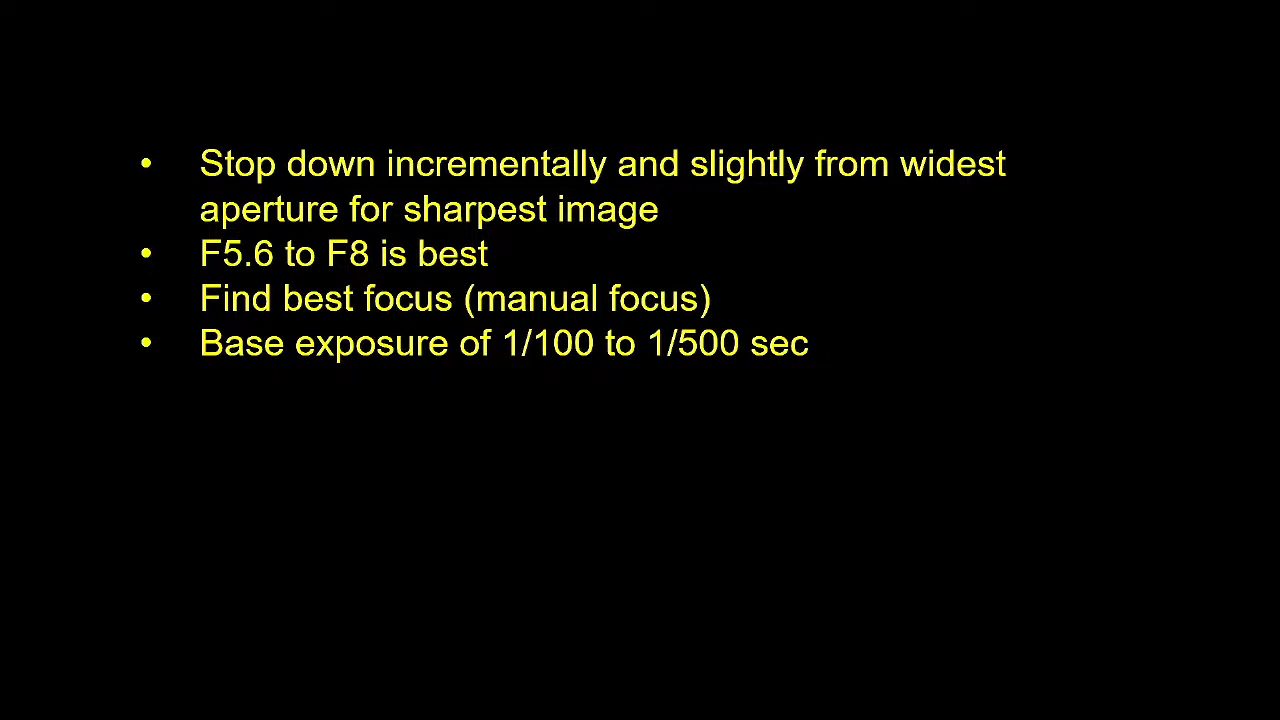 • Stop down incrementally and slightly from widest
aperture for sharpest image
• F5.6 to F8 is best
• Find best focus (manual focus)
• Base exposure of 1/100 to 1/500 sec